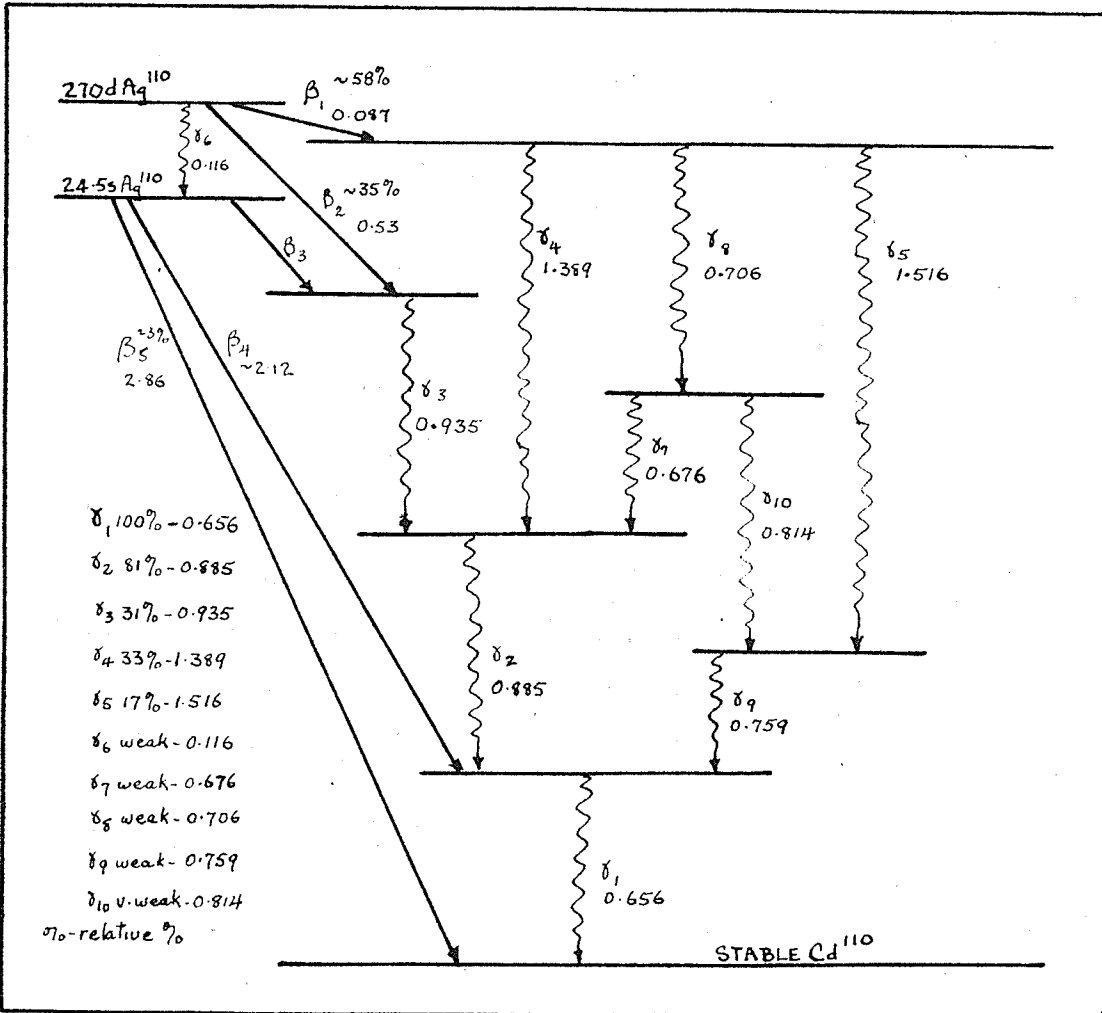 270d Ag¹¹⁰
β₁ ~58%
0.087
γ₆
0.116
24.5s Ag¹¹⁰
β₂ ~35%
0.53
β₃
γ₄
1.389
γ₈
0.706
γ₅
1.516
β₅
2.86
β₄
~2.12
γ₃
0.935
γ₇
0.676
γ₁₀
0.814
γ₁ 100% - 0.656
γ₂ 81% - 0.885
γ₃ 31% - 0.935
γ₄ 33% - 1.389
γ₅ 17% - 1.516
γ₆ weak - 0.116
γ₇ weak - 0.676
γ₈ weak - 0.706
γ₉ weak - 0.759
γ₁₀ v. weak - 0.814
% - relative %
γ₂
0.885
γ₉
0.759
γ₁
0.656
STABLE Cd¹¹⁰